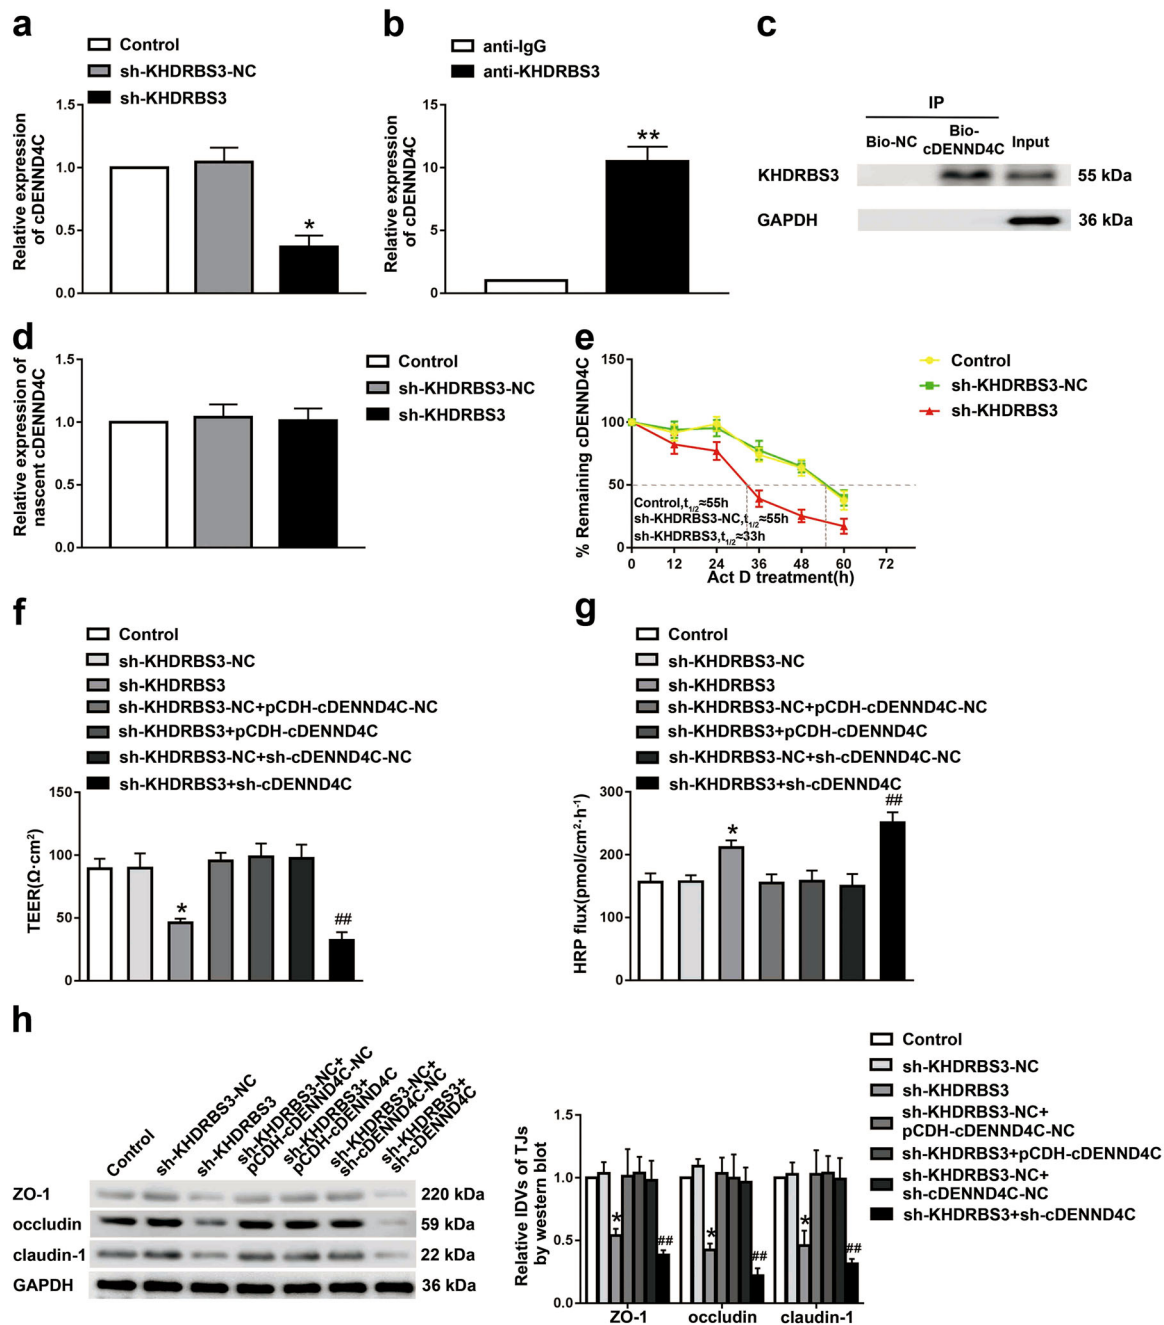 a
Control
sh-KHDRBS3-NC
sh-KHDRBS3
Relative expression
of cDENND4C
1.5
1.0
0.5
0.0
*
b
anti-IgG
anti-KHDRBS3
Relative expression
of cDENND4C
15
10
5
0
**
c
IP
Bio-NC
Bio-
cDENND4C
Input
KHDRBS3
55 kDa
GAPDH
36 kDa
d
Relative expression of
nascent cDENND4C
1.5
1.0
0.5
0.0
Control
sh-KHDRBS3-NC
sh-KHDRBS3
e
% Remaining cDENND4C
150
100
50
0
Control,t1/2≈55h
sh-KHDRBS3-NC,t1/2≈55h
sh-KHDRBS3,t1/2≈33h
0 12 24 36 48 60 72
Act D treatment(h)
Control
sh-KHDRBS3-NC
sh-KHDRBS3
f
Control
sh-KHDRBS3-NC
sh-KHDRBS3
sh-KHDRBS3-NC+pCDH-cDENND4C-NC
sh-KHDRBS3+pCDH-cDENND4C
sh-KHDRBS3-NC+sh-cDENND4C-NC
sh-KHDRBS3+sh-cDENND4C
TEER(Ω·cm²)
150
100
50
0
*
##
g
Control
sh-KHDRBS3-NC
sh-KHDRBS3
sh-KHDRBS3-NC+pCDH-cDENND4C-NC
sh-KHDRBS3+pCDH-cDENND4C
sh-KHDRBS3-NC+sh-cDENND4C-NC
sh-KHDRBS3+sh-cDENND4C
HRP flux(pmol/cm²·h⁻¹)
300
200
100
0
*
##
h
Control
sh-KHDRBS3-NC
sh-KHDRBS3
sh-KHDRBS3-NC+
pCDH-cDENND4C-NC
sh-KHDRBS3+
pCDH-cDENND4C
sh-KHDRBS3-NC+
sh-cDENND4C-NC
sh-KHDRBS3+
sh-cDENND4C
ZO-1
220 kDa
occludin
59 kDa
claudin-1
22 kDa
GAPDH
36 kDa
Relative IDVs of TJs
by western blot
1.5
1.0
0.5
0.0
*
##
*
##
*
##
ZO-1
occludin
claudin-1
Control
sh-KHDRBS3-NC
sh-KHDRBS3
sh-KHDRBS3-NC+
pCDH-cDENND4C-NC
sh-KHDRBS3+pCDH-cDENND4C
sh-KHDRBS3-NC+
sh-cDENND4C-NC
sh-KHDRBS3+sh-cDENND4C